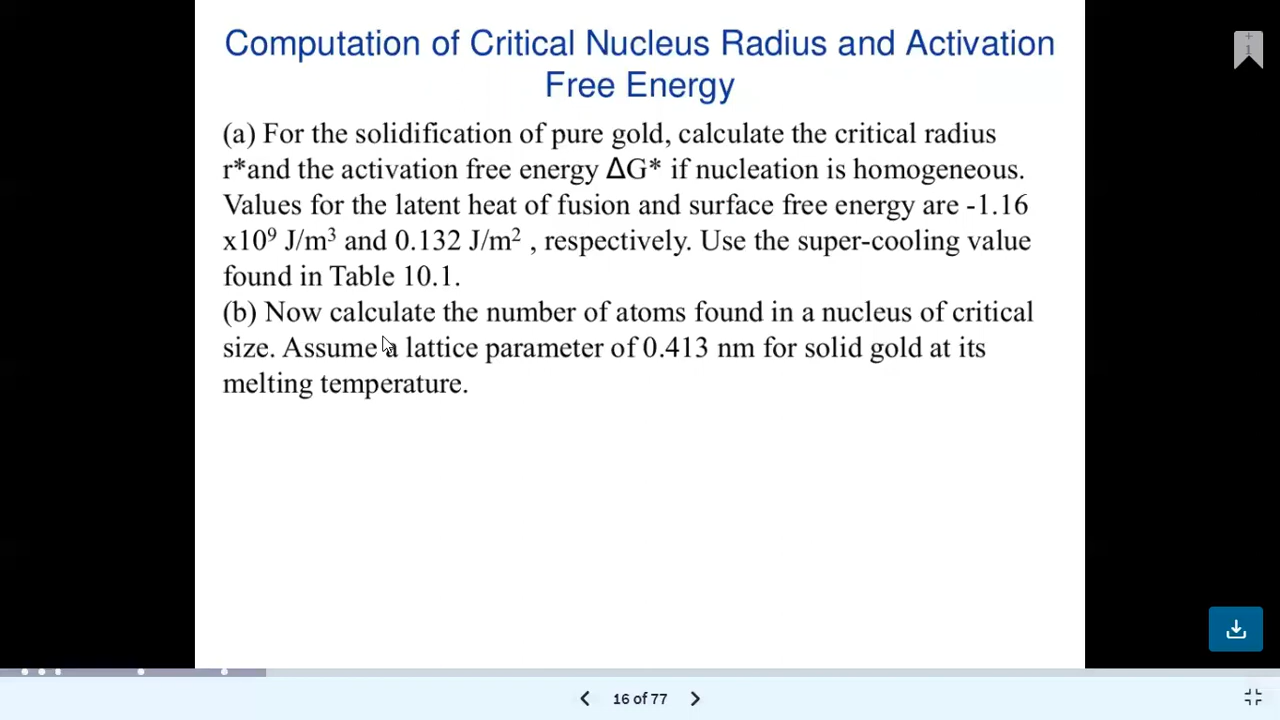 Computation of Critical Nucleus Radius and Activation
Free Energy
(a) For the solidification of pure gold, calculate the critical radius
r*and the activation free energy ΔG* if nucleation is homogeneous.
Values for the latent heat of fusion and surface free energy are -1.16
x10⁹ J/m³ and 0.132 J/m² , respectively. Use the super-cooling value
found in Table 10.1.
(b) Now calculate the number of atoms found in a nucleus of critical
size. Assume a lattice parameter of 0.413 nm for solid gold at its
melting temperature.
+
1
16 of 77